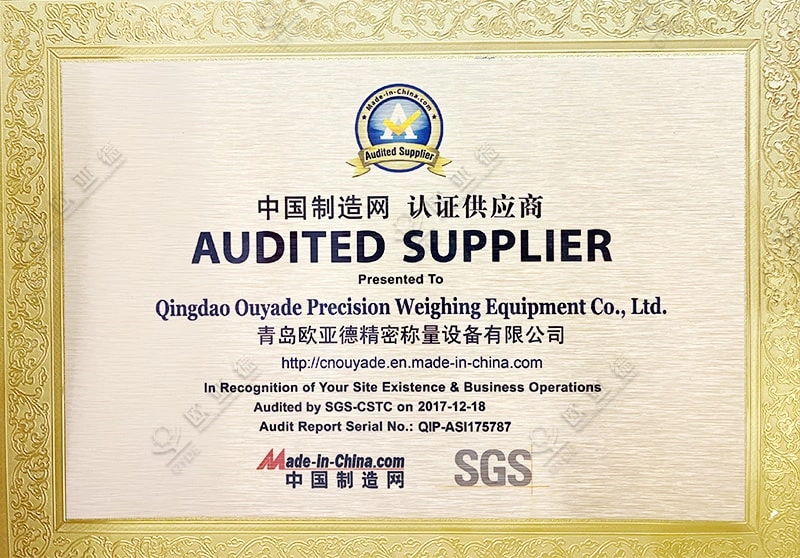 Made-in-China.com
Audited Supplier
中国制造网 认证供应商
AUDITED SUPPLIER
Presented To
Qingdao Ouyade Precision Weighing Equipment Co., Ltd.
青岛欧亚德精密称量设备有限公司
http://cnouyade.en.made-in-china.com
In Recognition of Your Site Existence & Business Operations
Audited by SGS-CSTC on 2017-12-18
Audit Report Serial No.: QIP-ASI175787
Made-in-China.com
中国制造网
SGS
欧亚德